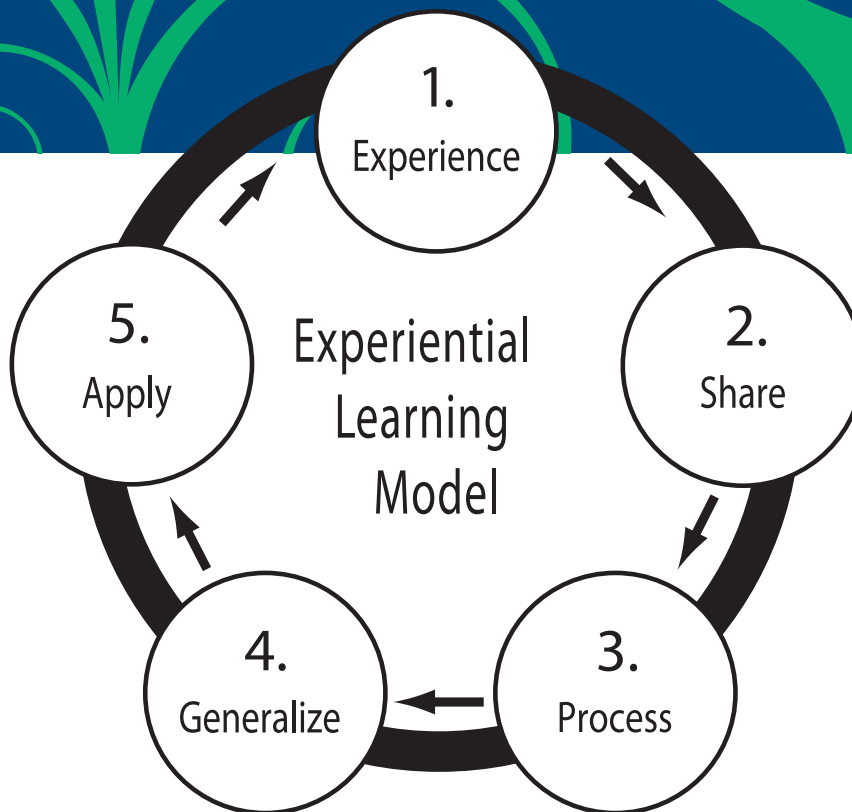 1.
Experience
2.
Share
3.
Process
4.
Generalize
5.
Apply
Experiential
Learning
Model